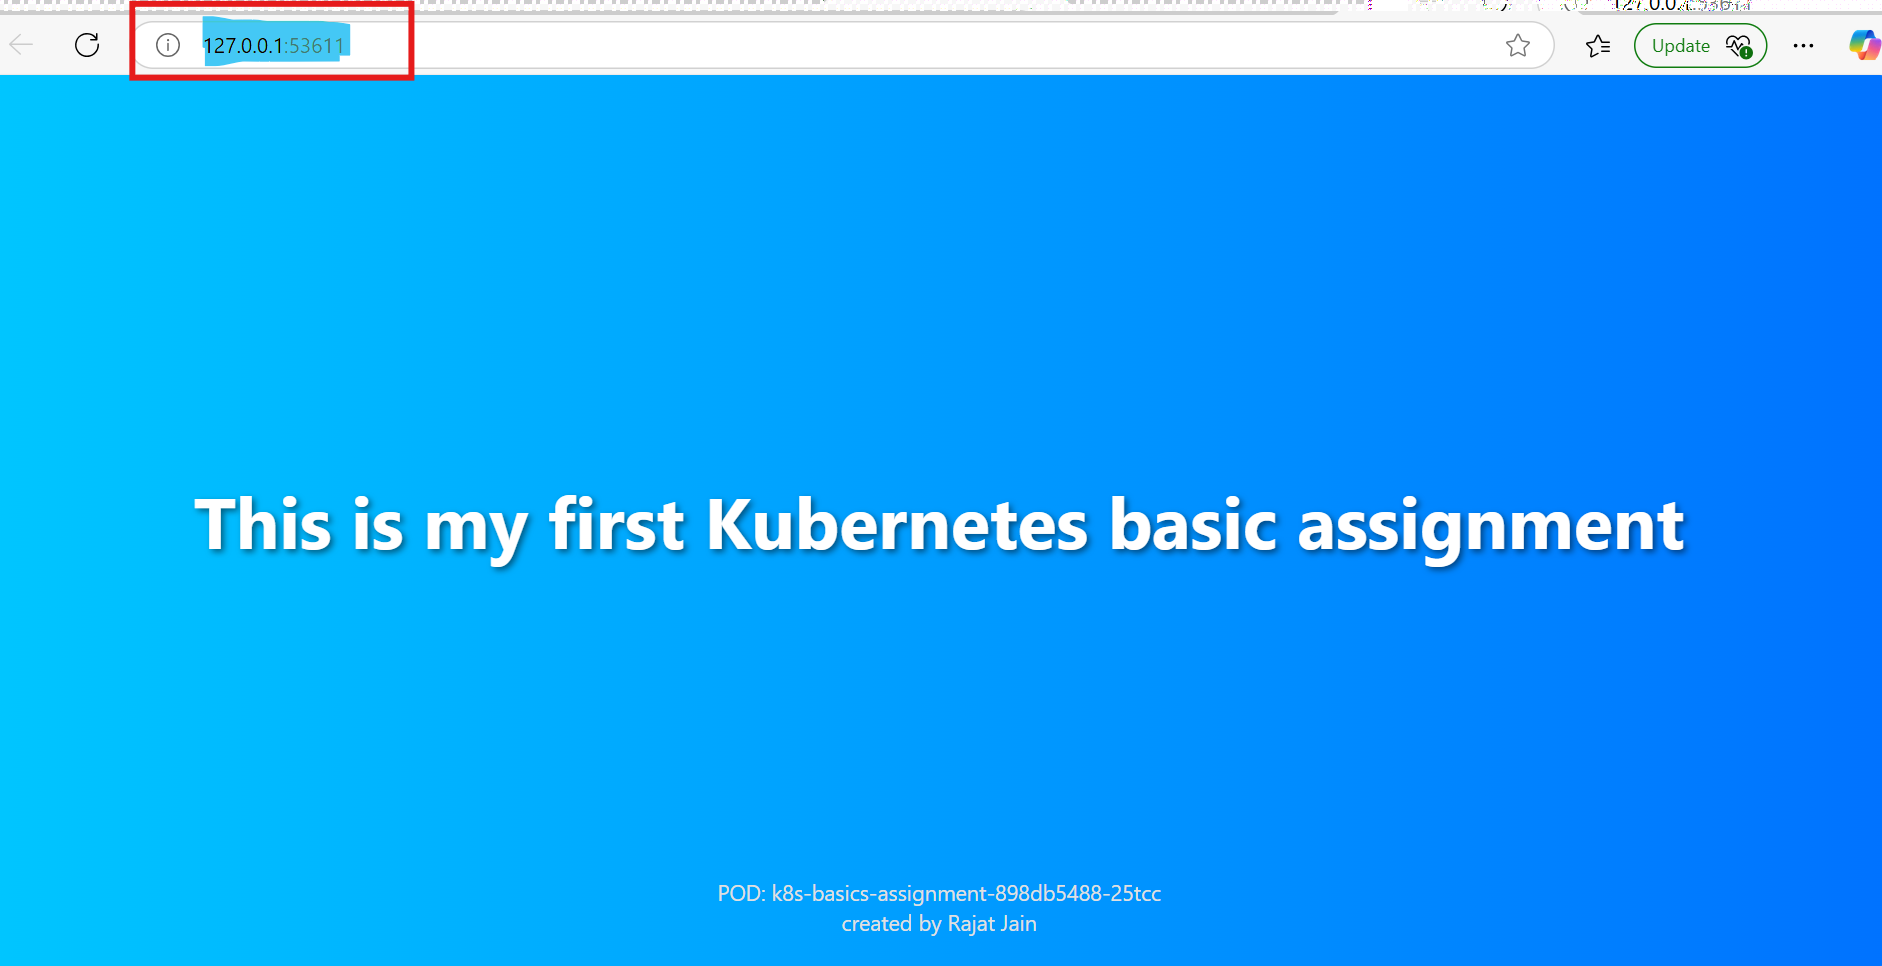 127.0.0.1:53611
Update
This is my first Kubernetes basic assignment
POD: k8s-basics-assignment-898db5488-25tcc
created by Rajat Jain